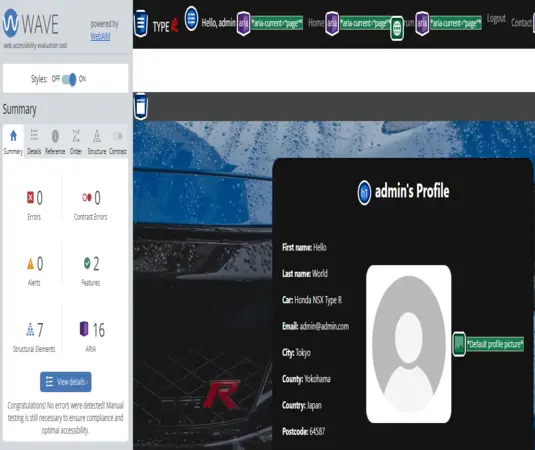 WAVE
web accessibility evaluation tool
powered by
WebAIM
Styles: OFF ON
Summary
Summary Details Reference Order Structure Contrast
0 Errors
0 Contrast Errors
0 Alerts
2 Features
7 Structural Elements
16 ARIA
View details ›
Congratulations! No errors were detected! Manual
testing is still necessary to ensure compliance and
optimal accessibility.
TYPE R Hello, admin aria *aria-current="page"* Home aria *aria-current="page"* rum aria *aria-current="page"* Logout Contact
h1 admin's Profile
First name: Hello
Last name: World
Car: Honda NSX Type R
Email: admin@admin.com
City: Tokyo
County: Yokohama
Country: Japan
Postcode: 64587
*Default profile picture*
R